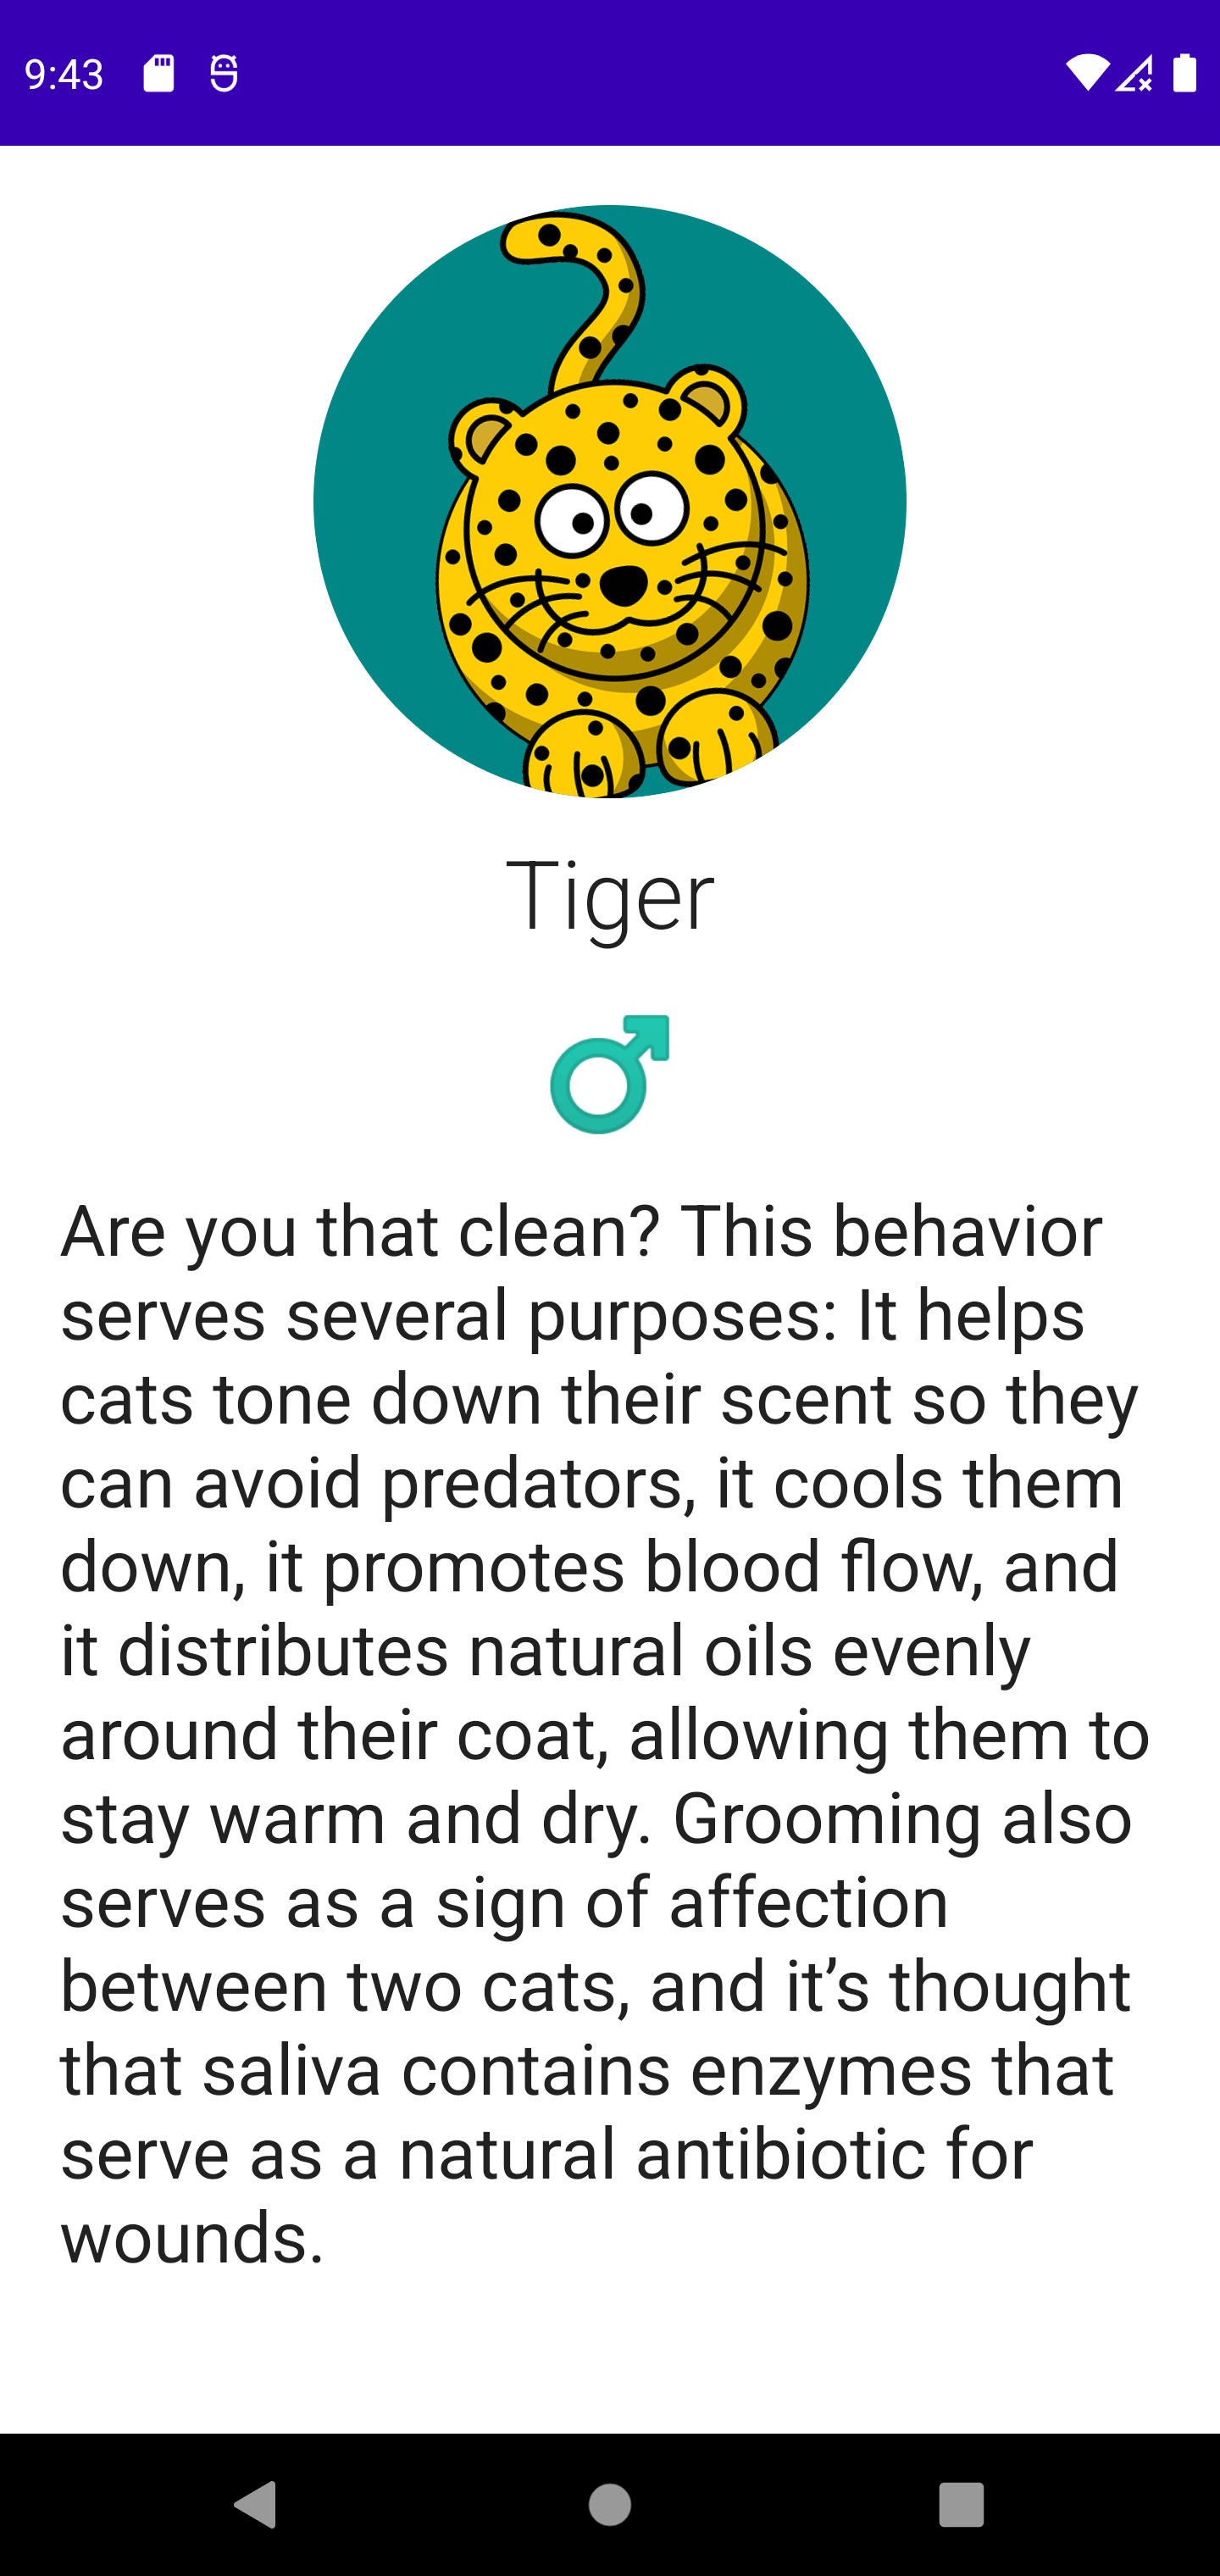 9:43
Tiger
Are you that clean? This behavior
serves several purposes: It helps
cats tone down their scent so they
can avoid predators, it cools them
down, it promotes blood flow, and
it distributes natural oils evenly
around their coat, allowing them to
stay warm and dry. Grooming also
serves as a sign of affection
between two cats, and it’s thought
that saliva contains enzymes that
serve as a natural antibiotic for
wounds.